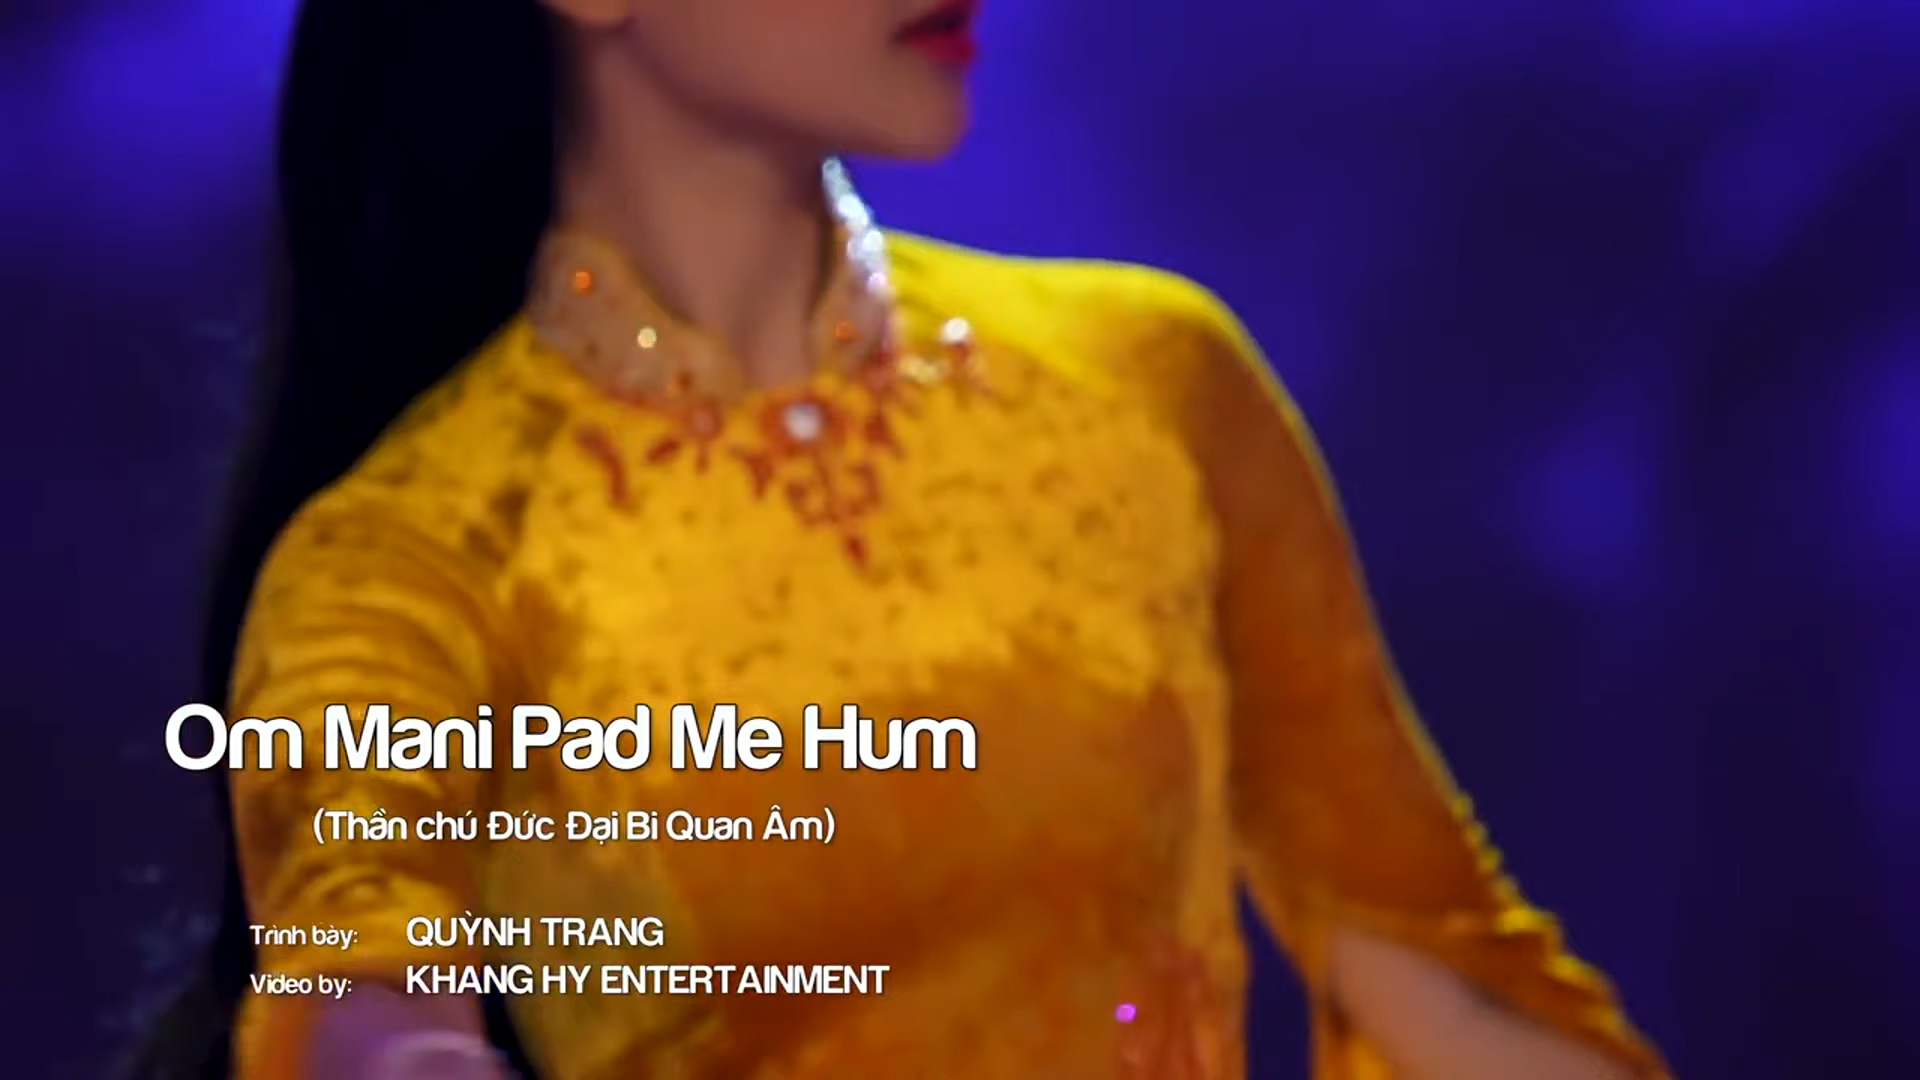 Om Mani Pad Me Hum
(Thần chú Đức Đại Bi Quan Âm)
Trình bày: QUỲNH TRANG
Video by: KHANG HY ENTERTAINMENT